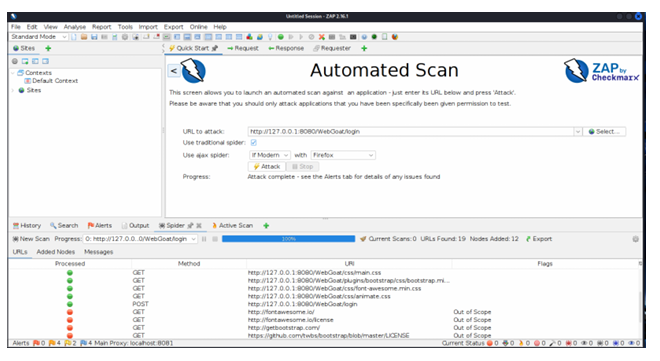 Untitled Session - ZAP 2.16.1
File Edit View Analyse Report Tools Import Export Online Help
Standard Mode
Sites
Quick Start Request Response Requester
Contexts
Default Context
Sites
Automated Scan
ZAP by
Checkmarx
This screen allows you to launch an automated scan against an application - just enter its URL below and press 'Attack'.
Please be aware that you should only attack applications that you have been specifically been given permission to test.
URL to attack: http://127.0.0.1:8080/WebGoat/login Select...
Use traditional spider:
Use ajax spider: If Modern with Firefox
Attack Stop
Progress: Attack complete - see the Alerts tab for details of any issues found
History Search Alerts Output Spider Active Scan
New Scan Progress: 0: http://127.0.0...0/WebGoat/login 100% Current Scans: 0 URLs Found: 19 Nodes Added: 12 Export
URLs Added Nodes Messages
Processed Method URI Flags
GET http://127.0.0.1:8080/WebGoat/css/main.css
GET http://127.0.0.1:8080/WebGoat/plugins/bootstrap/css/bootstrap.mi...
GET http://127.0.0.1:8080/WebGoat/css/font-awesome.min.css
GET http://127.0.0.1:8080/WebGoat/css/animate.css
POST http://127.0.0.1:8080/WebGoat/login
GET http://fontawesome.io/ Out of Scope
GET http://fontawesome.io/license Out of Scope
GET http://getbootstrap.com/ Out of Scope
GET https://github.com/twbs/bootstrap/blob/master/LICENSE Out of Scope
Alerts 0 4 2 4 Main Proxy: localhost:8081 Current Status 0 0 0 0 0 0 0 0 0 0